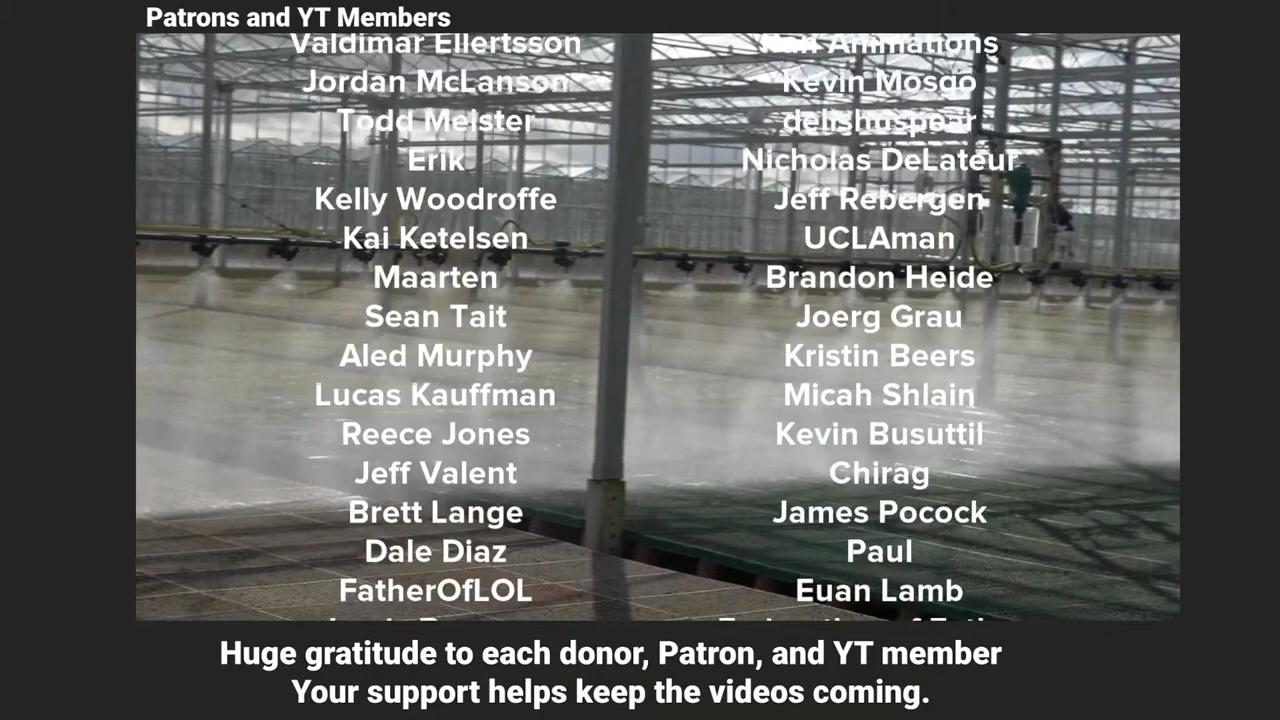 Patrons and YT Members
Valdimar Ellertsson
Animations
Jordan McLanson
Kevin Mosgo
Todd Meister
Erik
Nicholas DeLateur
Kelly Woodroffe
Jeff Rebergen
Kai Ketelsen
UCLAman
Maarten
Brandon Heide
Sean Tait
Joerg Grau
Aled Murphy
Kristin Beers
Lucas Kauffman
Micah Shlain
Reece Jones
Kevin Busuttil
Jeff Valent
Chirag
Brett Lange
James Pocock
Dale Diaz
Paul
FatherOfLOL
Euan Lamb
Huge gratitude to each donor, Patron, and YT member
Your support helps keep the videos coming.